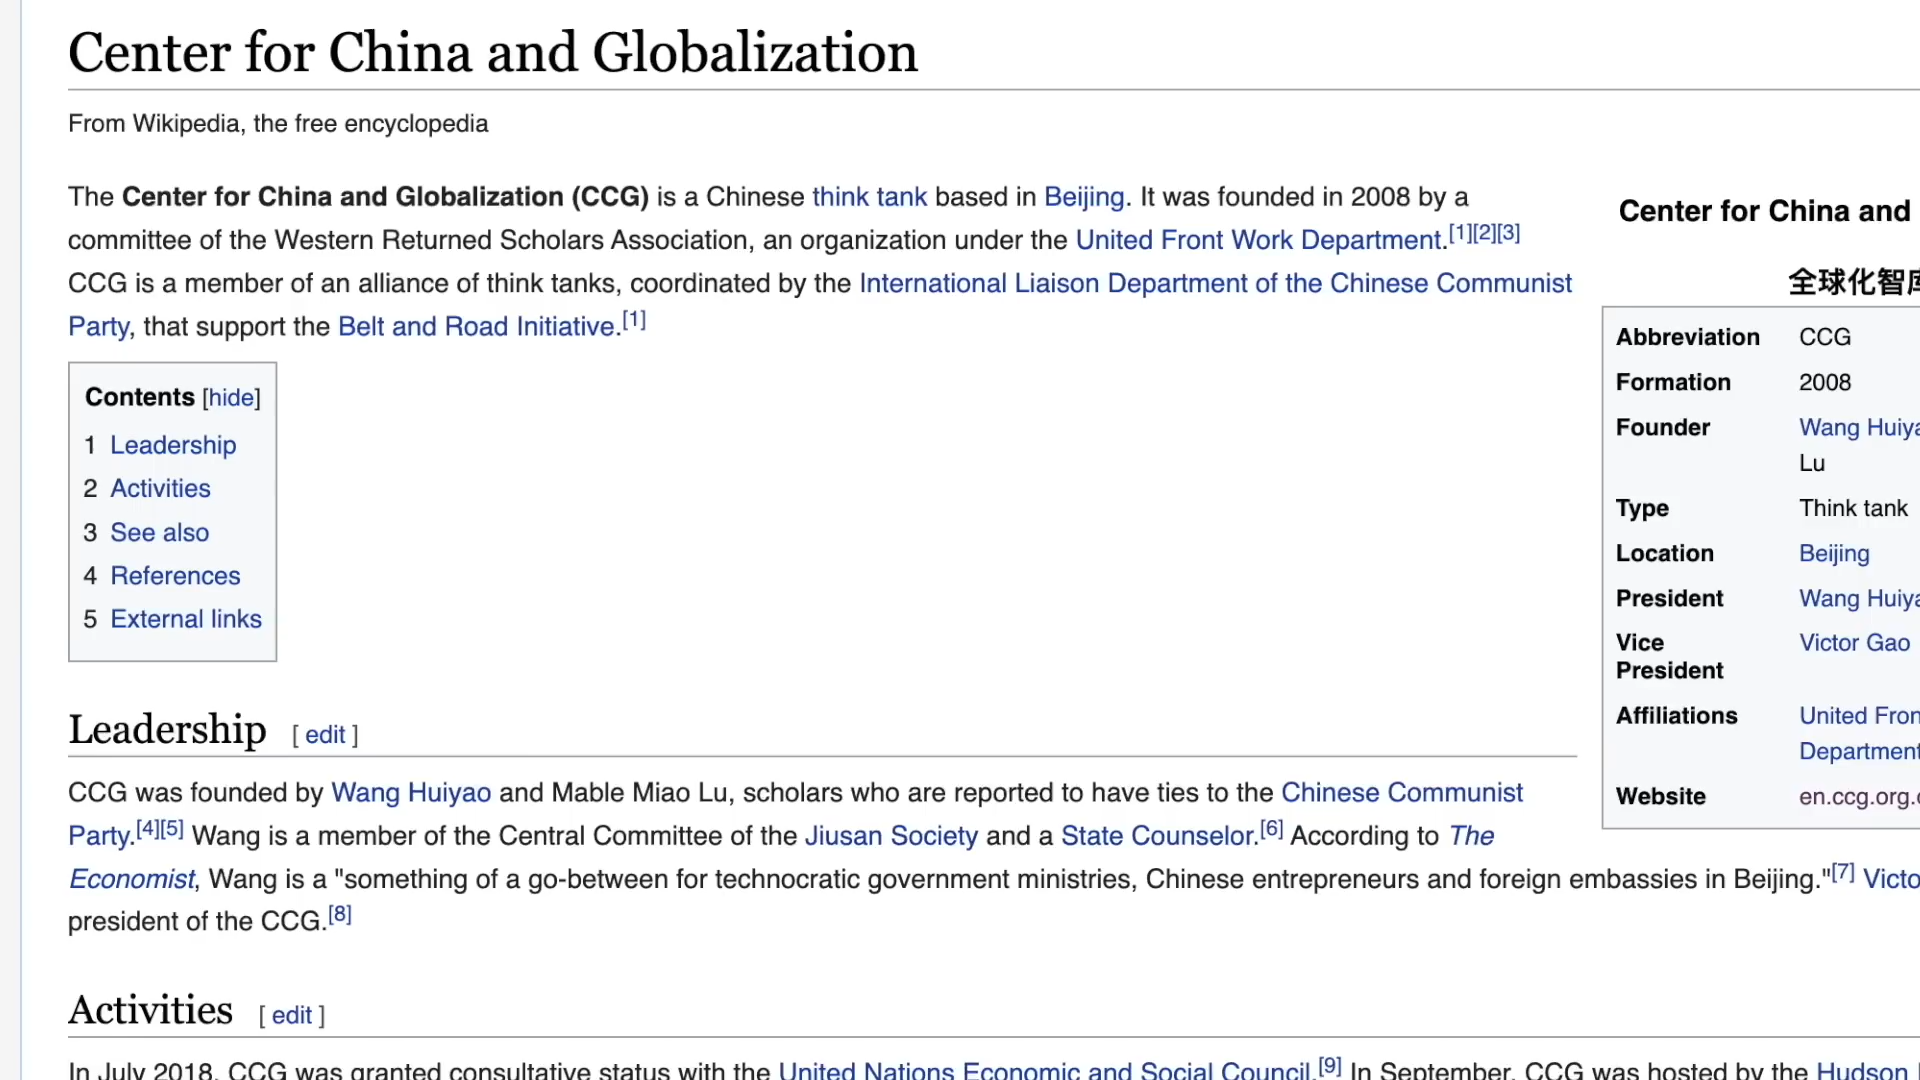 Center for China and Globalization
From Wikipedia, the free encyclopedia
The Center for China and Globalization (CCG) is a Chinese think tank based in Beijing. It was founded in 2008 by a
committee of the Western Returned Scholars Association, an organization under the United Front Work Department.[1][2][3]
CCG is a member of an alliance of think tanks, coordinated by the International Liaison Department of the Chinese Communist
Party, that support the Belt and Road Initiative.[1]
Contents [hide]
1 Leadership
2 Activities
3 See also
4 References
5 External links
Leadership [ edit ]
CCG was founded by Wang Huiyao and Mable Miao Lu, scholars who are reported to have ties to the Chinese Communist
Party.[4][5] Wang is a member of the Central Committee of the Jiusan Society and a State Counselor.[6] According to The
Economist, Wang is a "something of a go-between for technocratic government ministries, Chinese entrepreneurs and foreign embassies in Beijing."[7] Victo
president of the CCG.[8]
Activities [ edit ]
In July 2018, CCG was granted consultative status with the United Nations Economic and Social Council.[9] In September, CCG was hosted by the Hudson
Center for China and
全球化智库
Abbreviation CCG
Formation 2008
Founder Wang Huiya
Lu
Type Think tank
Location Beijing
President Wang Huiya
Vice President Victor Gao
Affiliations United Fron
Department
Website en.ccg.org.c